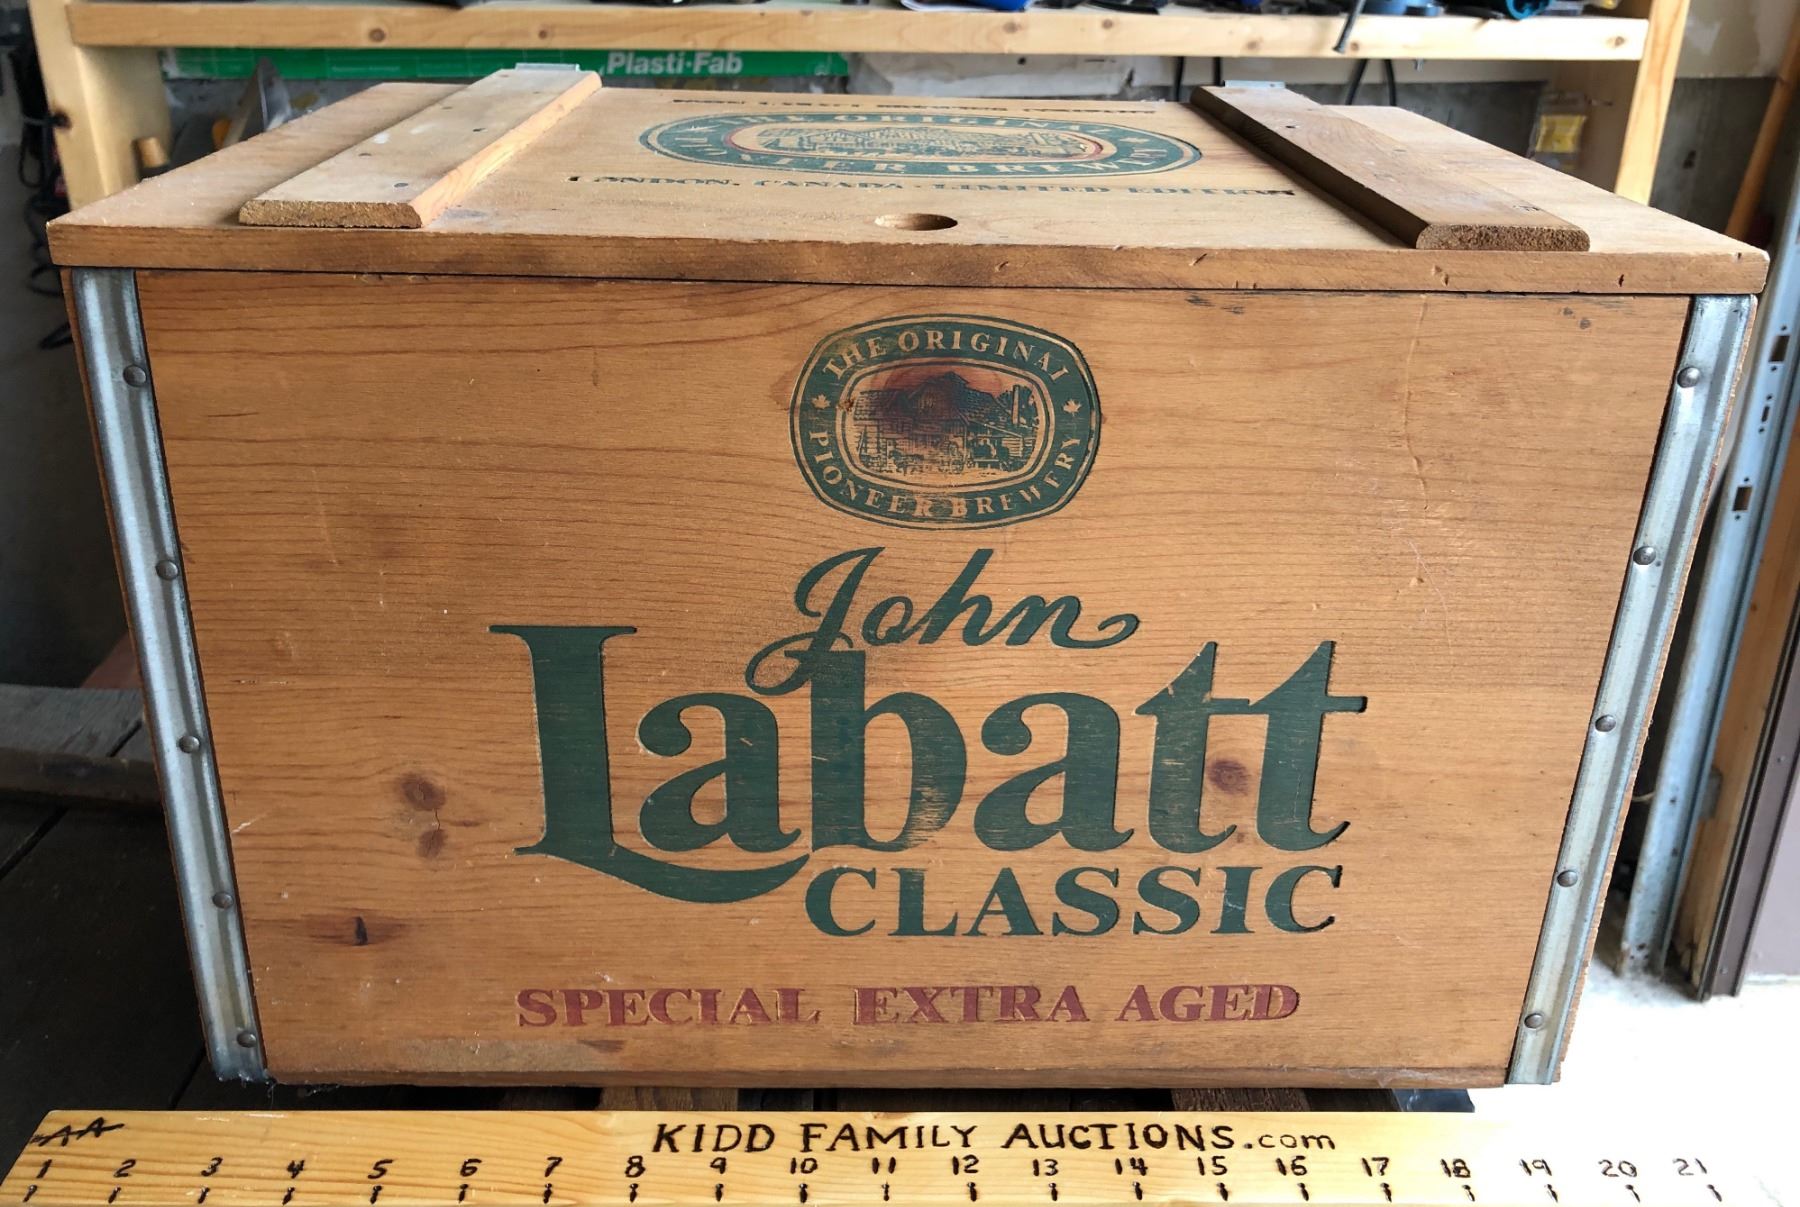 Plasti-Fab
THE ORIGINAL
PIONEER BREWERY
LONDON, CANADA · LIMITED EDITION
THE ORIGINAL
PIONEER BREWERY
John
Labatt
CLASSIC
SPECIAL EXTRA AGED
AA
KIDD FAMILY AUCTIONS.com
1 2 3 4 5 6 7 8 9 10 11 12 13 14 15 16 17 18 19 20 21